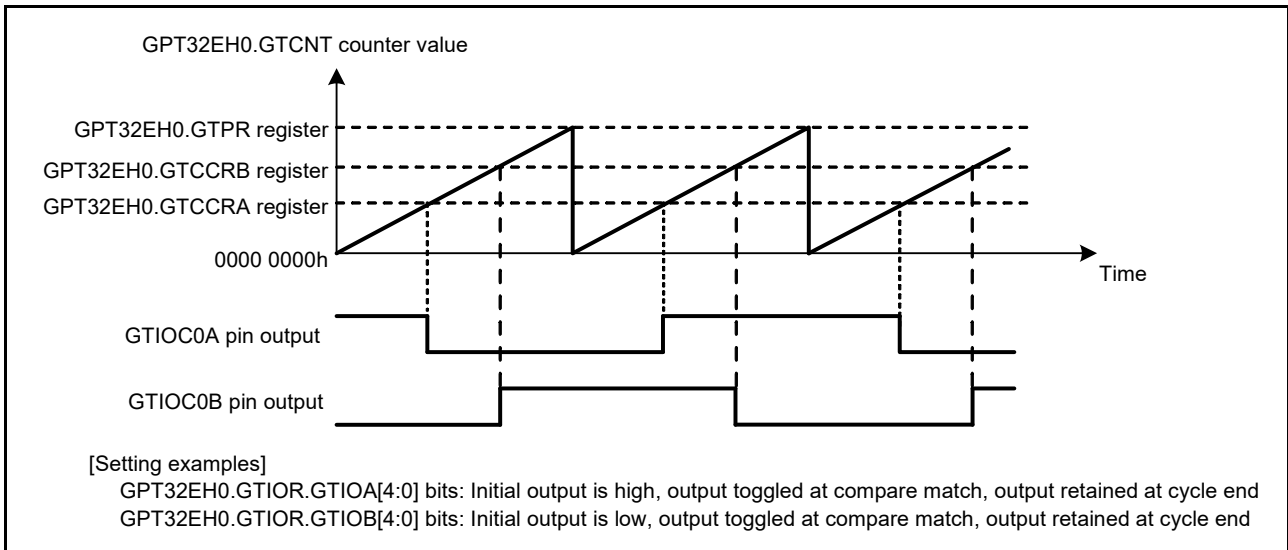 GPT32EH0.GTCNT counter value
GPT32EH0.GTPR register
GPT32EH0.GTCCRB register
GPT32EH0.GTCCRA register
0000 0000h
Time
GTIOC0A pin output
GTIOC0B pin output
[Setting examples]
GPT32EH0.GTIOR.GTIOA[4:0] bits: Initial output is high, output toggled at compare match, output retained at cycle end
GPT32EH0.GTIOR.GTIOB[4:0] bits: Initial output is low, output toggled at compare match, output retained at cycle end